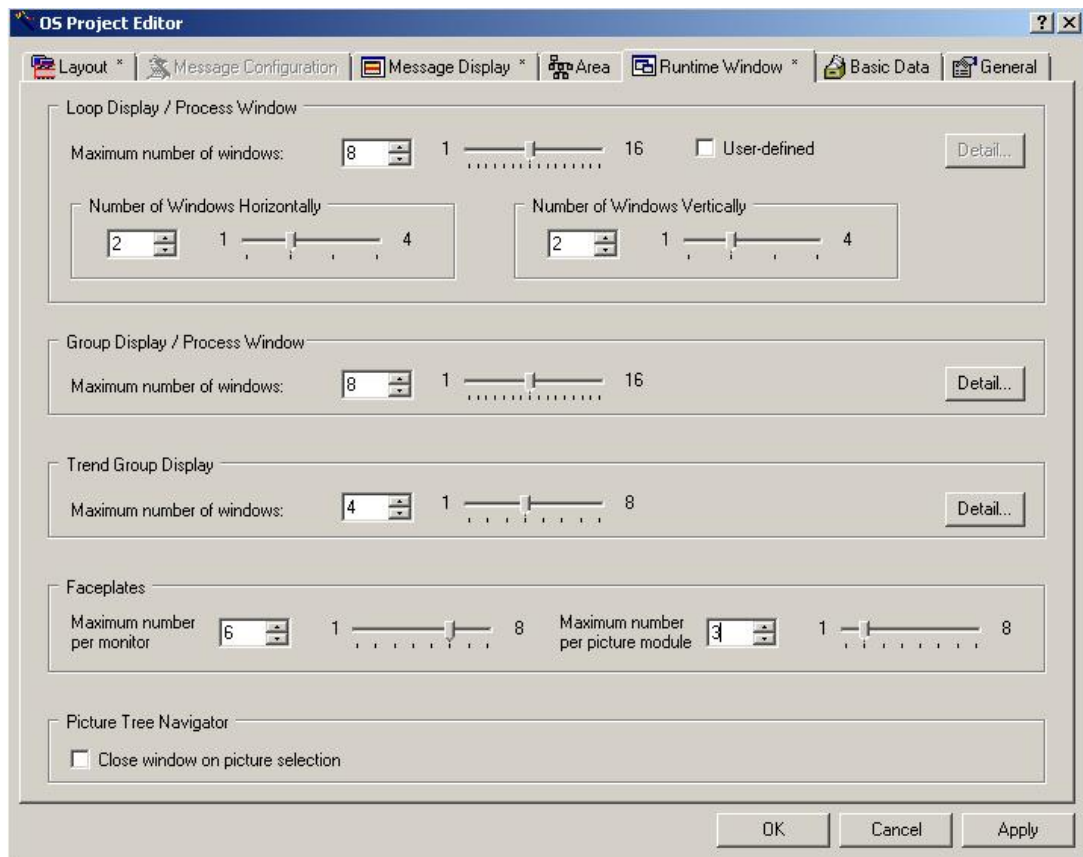 OS Project Editor
Layout * Message Configuration Message Display * Area Runtime Window * Basic Data General
Loop Display / Process Window
Maximum number of windows: 8 1 16 User-defined Detail...
Number of Windows Horizontally Number of Windows Vertically
2 1 4 2 1 4
Group Display / Process Window
Maximum number of windows: 8 1 16 Detail...
Trend Group Display
Maximum number of windows: 4 1 8 Detail...
Faceplates
Maximum number per monitor 6 1 8 Maximum number per picture module 3 1 8
Picture Tree Navigator
Close window on picture selection
OK Cancel Apply